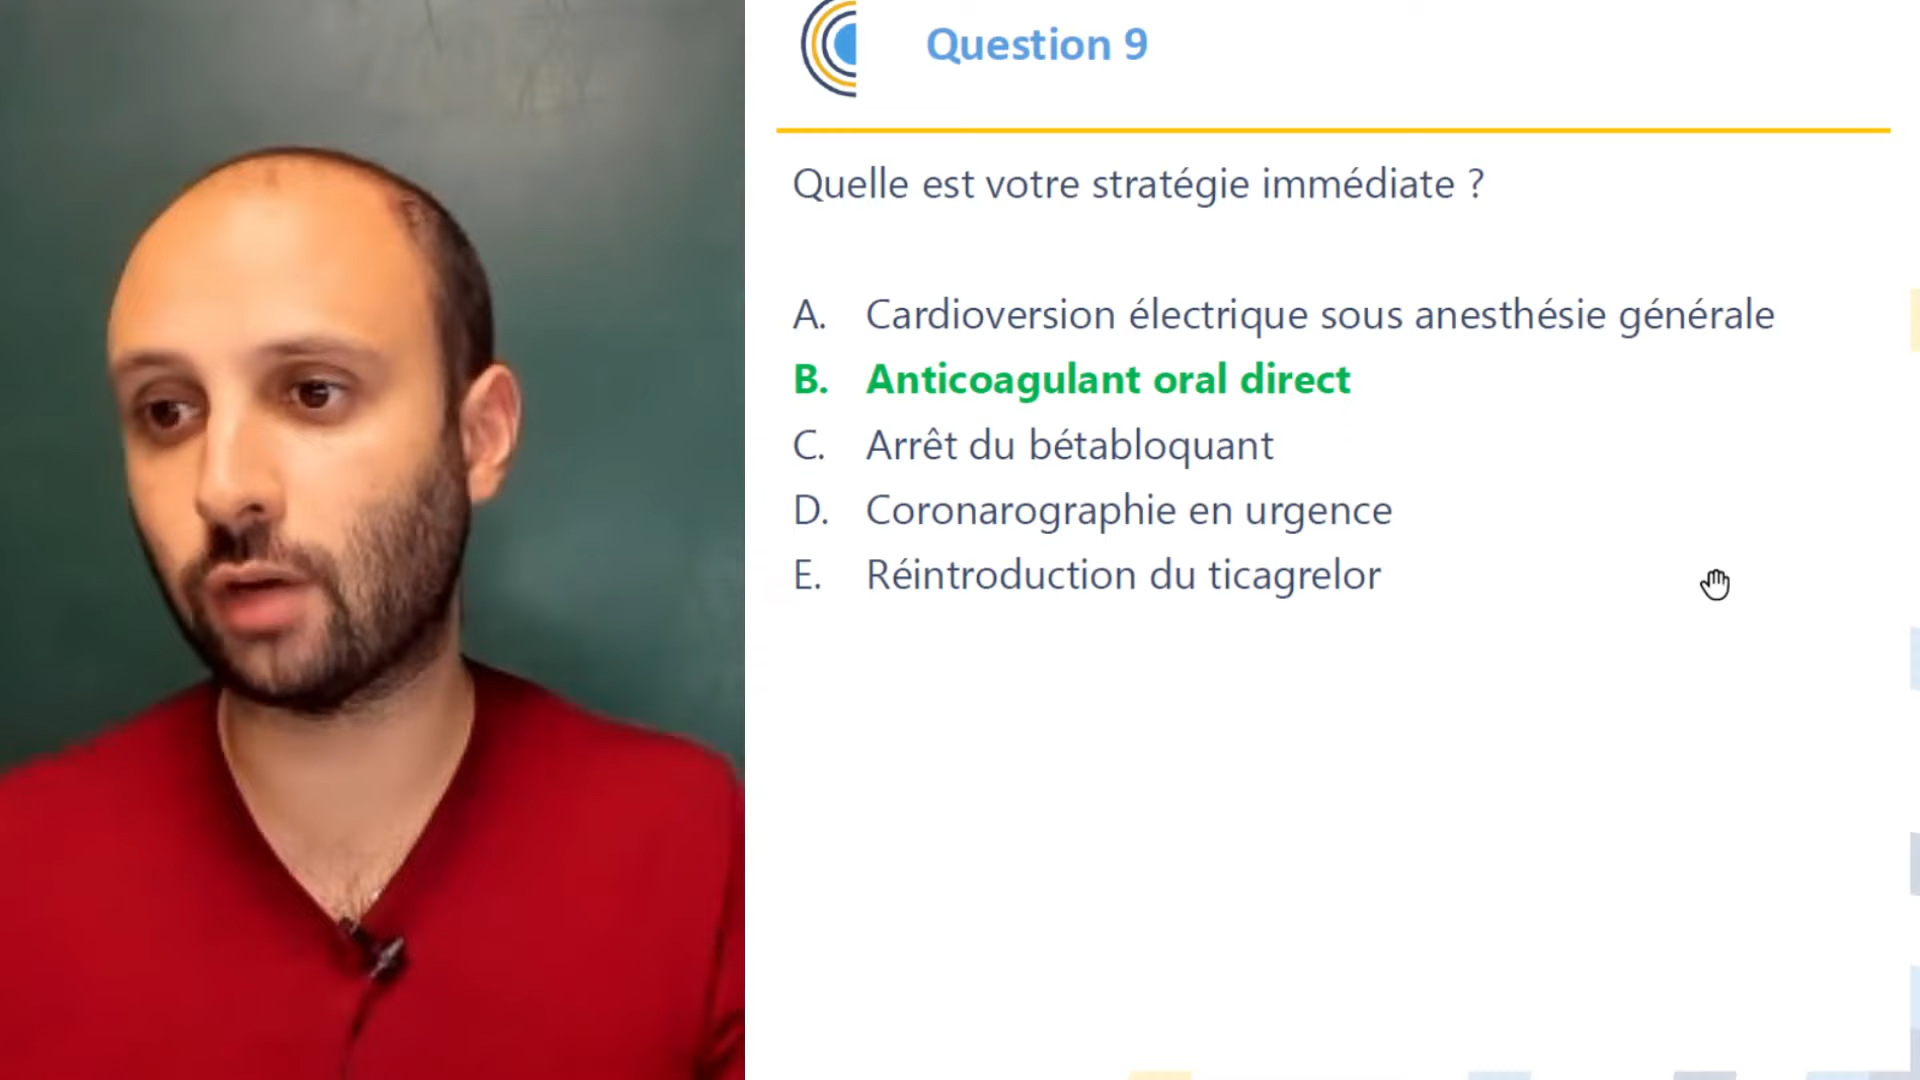 Question 9
Quelle est votre stratégie immédiate ?
A. Cardioversion électrique sous anesthésie générale
B. Anticoagulant oral direct
C. Arrêt du bétabloquant
D. Coronarographie en urgence
E. Réintroduction du ticagrelor